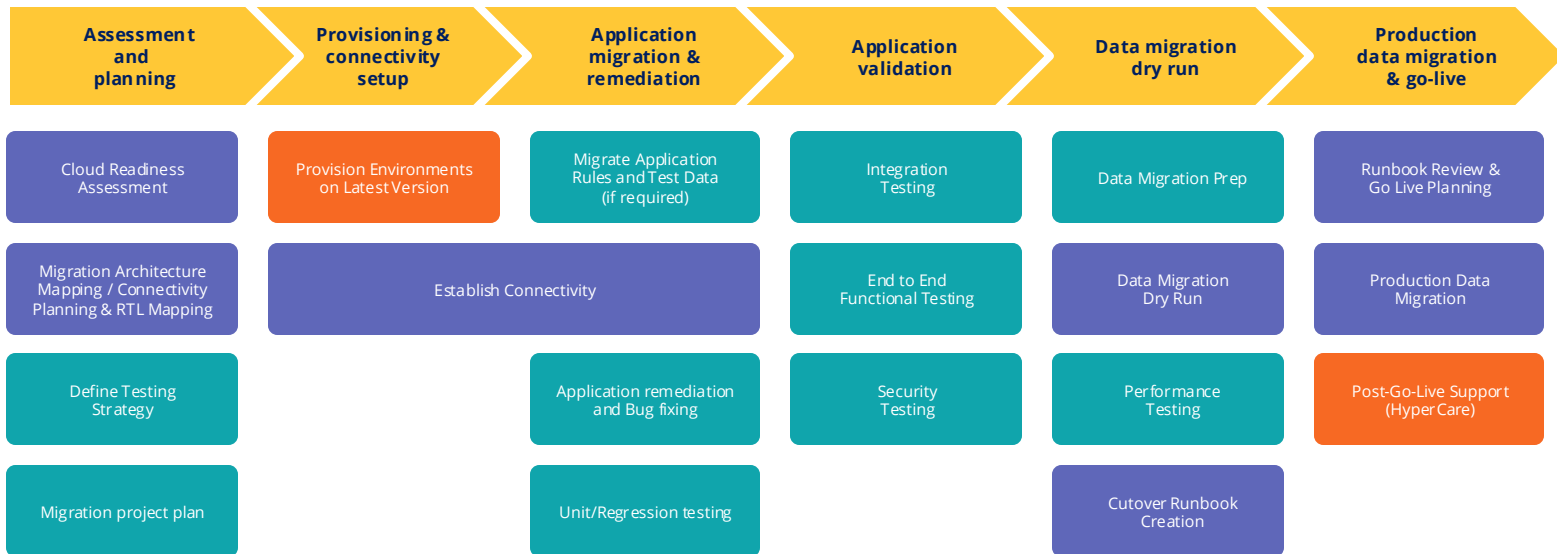 Assessment
and
planning
Provisioning &
connectivity
setup
Application
migration &
remediation
Application
validation
Data migration
dry run
Production
data migration
& go-live
Cloud Readiness
Assessment
Provision Environments
on Latest Version
Migrate Application
Rules and Test Data
(if required)
Integration
Testing
Data Migration Prep
Runbook Review &
Go Live Planning
Migration Architecture
Mapping / Connectivity
Planning & RTL Mapping
Establish Connectivity
End to End
Functional Testing
Data Migration
Dry Run
Production Data
Migration
Define Testing
Strategy
Application remediation
and Bug fixing
Security
Testing
Performance
Testing
Post-Go-Live Support
(HyperCare)
Migration project plan
Unit/Regression testing
Cutover Runbook
Creation